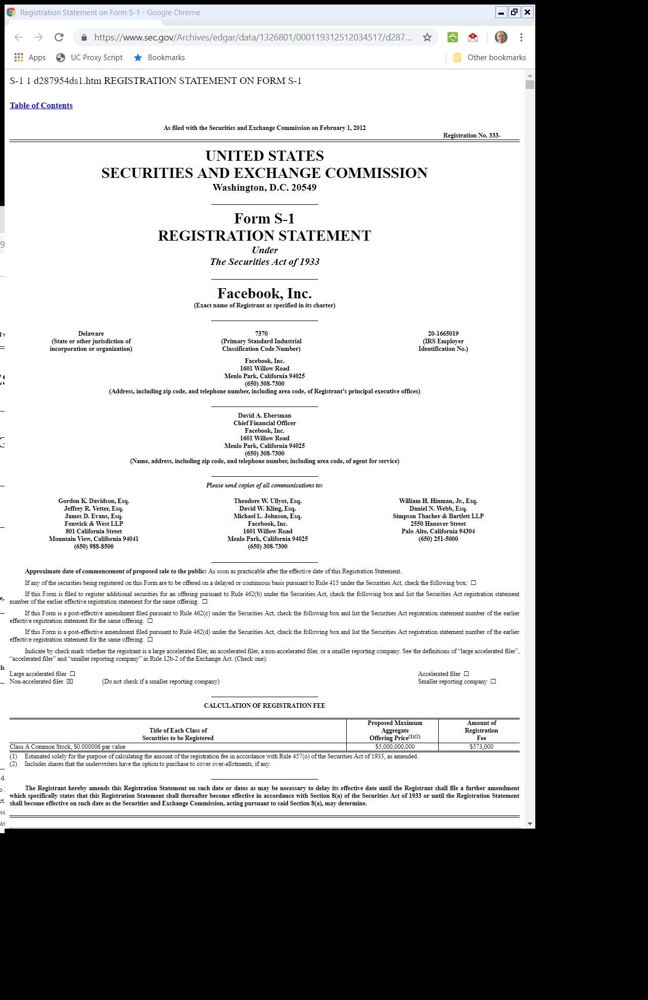 Registration Statement on Form S-1 - Google Chrome
https://www.sec.gov/Archives/edgar/data/1326801/000119312512034517/d287...
Apps UC Proxy Script Bookmarks Other bookmarks
S-1 1 d287954ds1.htm REGISTRATION STATEMENT ON FORM S-1
Table of Contents
As filed with the Securities and Exchange Commission on February 1, 2012
Registration No. 333-
UNITED STATES
SECURITIES AND EXCHANGE COMMISSION
Washington, D.C. 20549
Form S-1
REGISTRATION STATEMENT
Under
The Securities Act of 1933
Facebook, Inc.
(Exact name of Registrant as specified in its charter)
Delaware 7370 20-1665019
(State or other jurisdiction of (Primary Standard Industrial (IRS Employer
incorporation or organization) Classification Code Number) Identification No.)
Facebook, Inc.
1601 Willow Road
Menlo Park, California 94025
(650) 308-7300
(Address, including zip code, and telephone number, including area code, of Registrant’s principal executive offices)
David A. Ebersman
Chief Financial Officer
Facebook, Inc.
1601 Willow Road
Menlo Park, California 94025
(650) 308-7300
(Name, address, including zip code, and telephone number, including area code, of agent for service)
Please send copies of all communications to:
Gordon K. Davidson, Esq. Theodore W. Ullyot, Esq. William H. Hinman, Jr., Esq.
Jeffrey R. Vetter, Esq. David W. Kling, Esq. Daniel N. Webb, Esq.
James D. Evans, Esq. Michael L. Johnson, Esq. Simpson Thacher & Bartlett LLP
Fenwick & West LLP Facebook, Inc. 2550 Hanover Street
801 California Street 1601 Willow Road Palo Alto, California 94304
Mountain View, California 94041 Menlo Park, California 94025 (650) 251-5000
(650) 988-8500 (650) 308-7300
Approximate date of commencement of proposed sale to the public: As soon as practicable after the effective date of this Registration Statement.
If any of the securities being registered on this Form are to be offered on a delayed or continuous basis pursuant to Rule 415 under the Securities Act, check the following box: ☐
If this Form is filed to register additional securities for an offering pursuant to Rule 462(b) under the Securities Act, check the following box and list the Securities Act registration statement
number of the earlier effective registration statement for the same offering. ☐
If this Form is a post-effective amendment filed pursuant to Rule 462(c) under the Securities Act, check the following box and list the Securities Act registration statement number of the earlier
effective registration statement for the same offering. ☐
If this Form is a post-effective amendment filed pursuant to Rule 462(d) under the Securities Act, check the following box and list the Securities Act registration statement number of the earlier
effective registration statement for the same offering. ☐
Indicate by check mark whether the registrant is a large accelerated filer, an accelerated filer, a non-accelerated filer, or a smaller reporting company. See the definitions of “large accelerated filer”,
“accelerated filer” and “smaller reporting company” in Rule 12b-2 of the Exchange Act. (Check one):
Large accelerated filer ☐ Accelerated filer ☐
Non-accelerated filer ☒ (Do not check if a smaller reporting company) Smaller reporting company ☐
CALCULATION OF REGISTRATION FEE
Proposed Maximum Amount of
Title of Each Class of Aggregate Registration
Securities to be Registered Offering Price(1)(2) Fee
Class A Common Stock, $0.000006 par value $5,000,000,000 $573,000
(1) Estimated solely for the purpose of calculating the amount of the registration fee in accordance with Rule 457(o) of the Securities Act of 1933, as amended.
(2) Includes shares that the underwriters have the option to purchase to cover over-allotments, if any.
The Registrant hereby amends this Registration Statement on such date or dates as may be necessary to delay its effective date until the Registrant shall file a further amendment
which specifically states that this Registration Statement shall thereafter become effective in accordance with Section 8(a) of the Securities Act of 1933 or until the Registration Statement
shall become effective on such date as the Securities and Exchange Commission, acting pursuant to said Section 8(a), may determine.